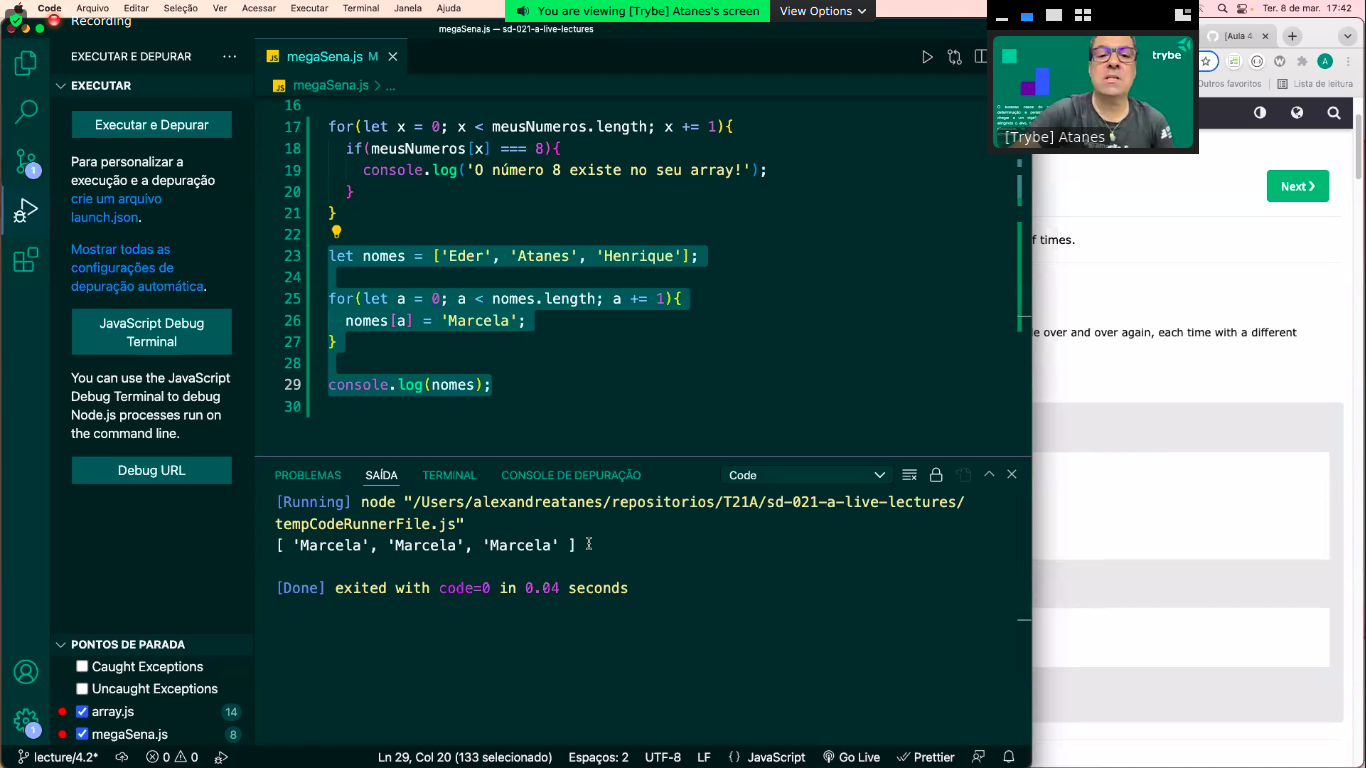 Code Arquivo Editar Seleção Ver Acessar Executar Terminal Janela Ajuda
You are viewing [Trybe] Atanes's screen
View Options
Ter. 8 de mar. 17:42
Recording
megaSena.js — sd-021-a-live-lectures
EXECUTAR E DEPURAR
EXECUTAR
Executar e Depurar
Para personalizar a
execução e a depuração
crie um arquivo
launch.json.
Mostrar todas as
configurações de
depuração automática.
JavaScript Debug
Terminal
You can use the JavaScript
Debug Terminal to debug
Node.js processes run on
the command line.
Debug URL
PONTOS DE PARADA
Caught Exceptions
Uncaught Exceptions
array.js 14
megaSena.js 8
1
1
JS megaSena.js M
JS megaSena.js > ...
16
17 for(let x = 0; x < meusNumeros.length; x += 1){
18 if(meusNumeros[x] === 8){
19 console.log('O número 8 existe no seu array!');
20 }
21 }
22
23 let nomes = ['Eder', 'Atanes', 'Henrique'];
24
25 for(let a = 0; a < nomes.length; a += 1){
26 nomes[a] = 'Marcela';
27 }
28
29 console.log(nomes);
30
PROBLEMAS SAÍDA TERMINAL CONSOLE DE DEPURAÇÃO Code
[Running] node "/Users/alexandreatanes/repositorios/T21A/sd-021-a-live-lectures/
tempCodeRunnerFile.js"
[ 'Marcela', 'Marcela', 'Marcela' ]
[Done] exited with code=0 in 0.04 seconds
lecture/4.2* 0 0 Ln 29, Col 20 (133 selecionado) Espaços: 2 UTF-8 LF JavaScript Go Live Prettier
trybe
[Trybe] Atanes
[Aula 4
Outros favoritos
Lista de leitura
Next
f times.
e over and over again, each time with a different